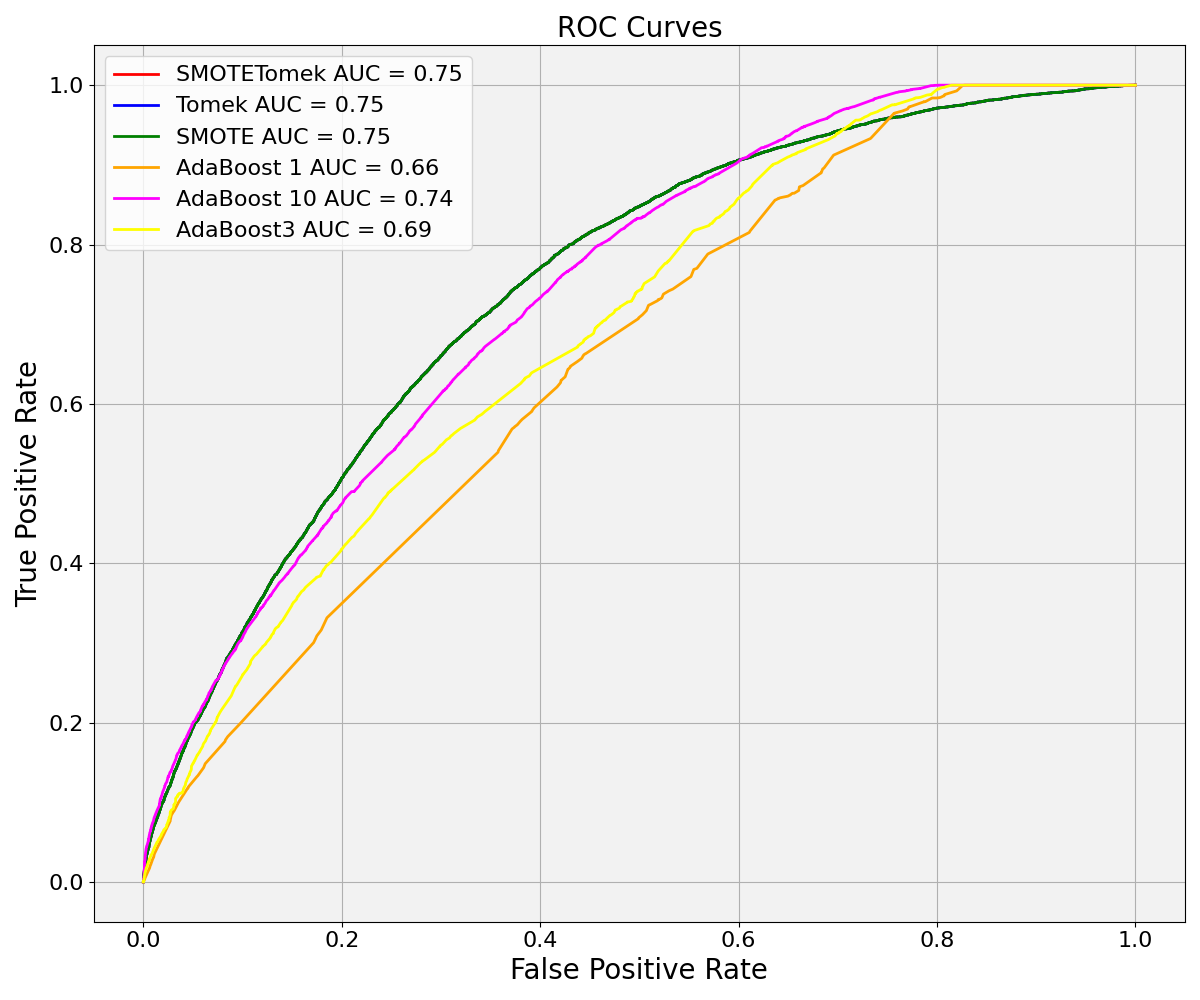 ROC Curves
SMOTETomek AUC = 0.75
Tomek AUC = 0.75
SMOTE AUC = 0.75
AdaBoost 1 AUC = 0.66
AdaBoost 10 AUC = 0.74
AdaBoost3 AUC = 0.69
True Positive Rate
1.0
0.8
0.6
0.4
0.2
0.0
0.0 0.2 0.4 0.6 0.8 1.0
False Positive Rate